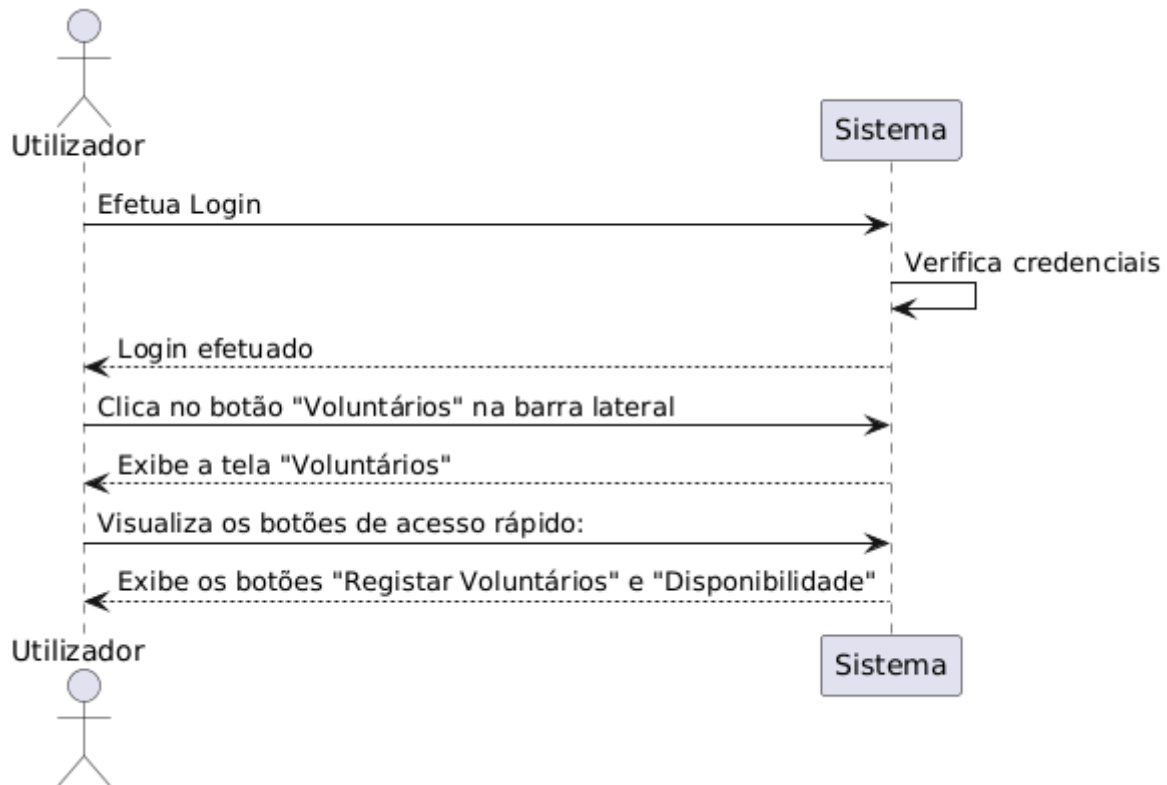 Utilizador
Sistema
Efetua Login
Verifica credenciais
Login efetuado
Clica no botão "Voluntários" na barra lateral
Exibe a tela "Voluntários"
Visualiza os botões de acesso rápido:
Exibe os botões "Registar Voluntários" e "Disponibilidade"
Utilizador
Sistema